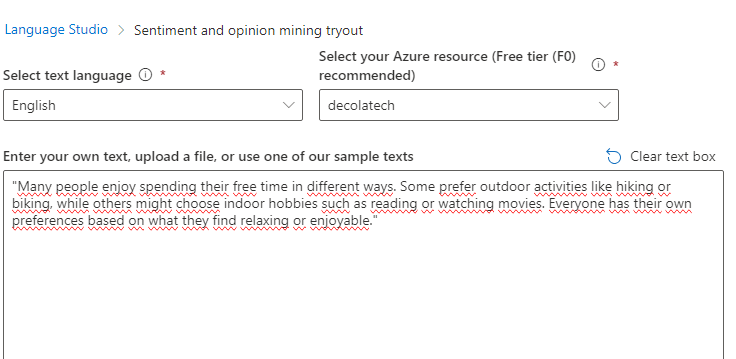 Language Studio > Sentiment and opinion mining tryout
Select your Azure resource (Free tier (F0)
recommended) *
Select text language *
English
decolatech
Enter your own text, upload a file, or use one of our sample texts
Clear text box
"Many people enjoy spending their free time in different ways. Some prefer outdoor activities like hiking or
biking, while others might choose indoor hobbies such as reading or watching movies. Everyone has their own
preferences based on what they find relaxing or enjoyable."